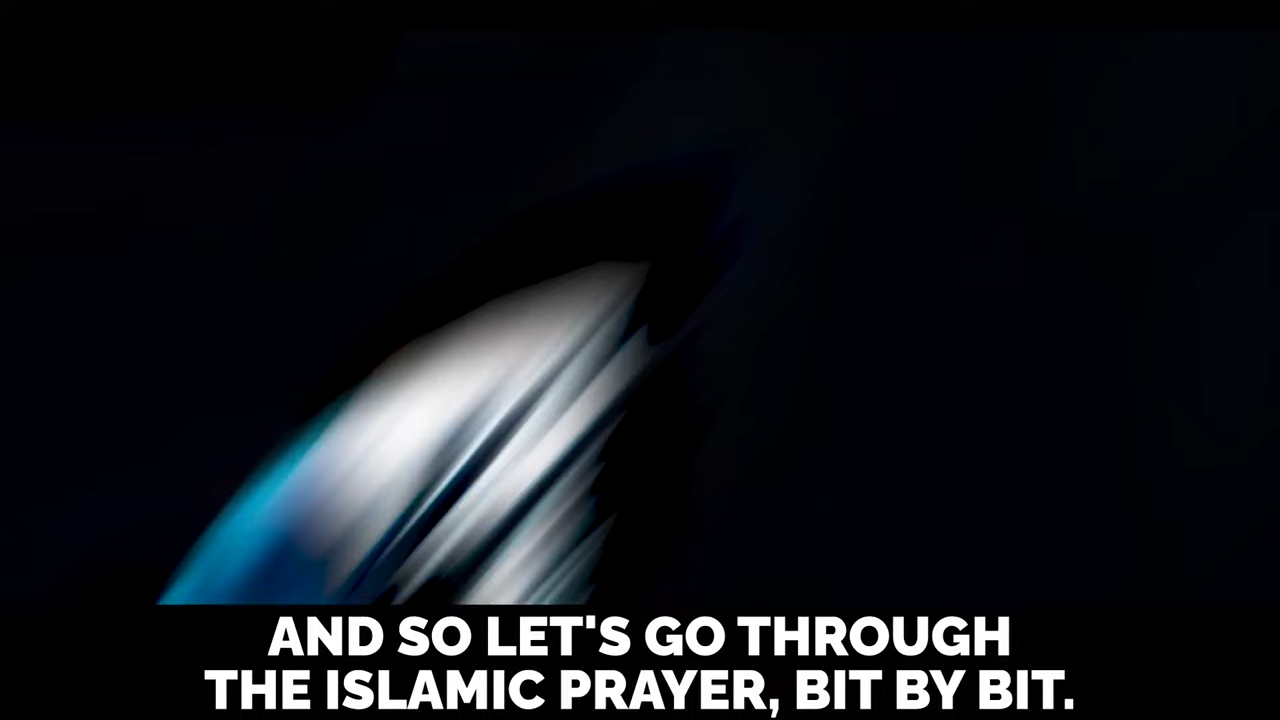 AND SO LET'S GO THROUGH
THE ISLAMIC PRAYER, BIT BY BIT.